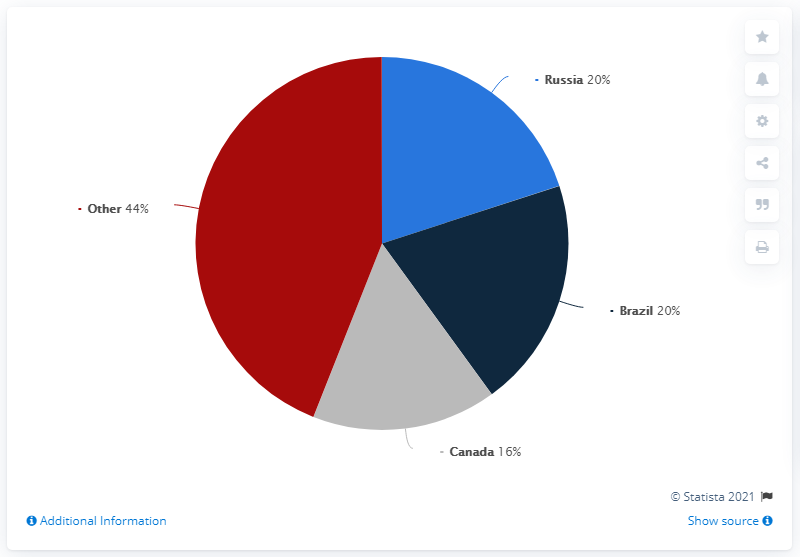 Russia 20%
Other 44%
Brazil 20%
Canada 16%
© Statista 2021
Additional Information
Show source